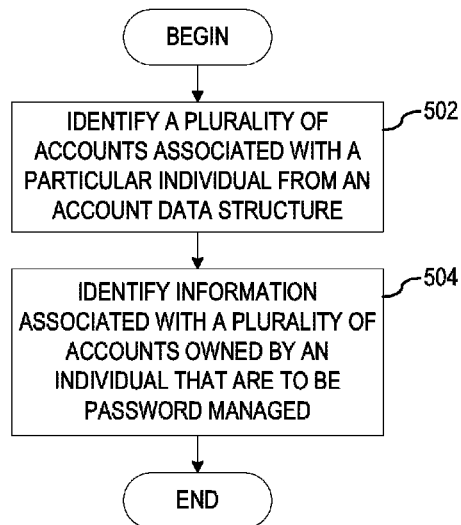 BEGIN
502
IDENTIFY A PLURALITY OF
ACCOUNTS ASSOCIATED WITH A
PARTICULAR INDIVIDUAL FROM AN
ACCOUNT DATA STRUCTURE
504
IDENTIFY INFORMATION
ASSOCIATED WITH A PLURALITY OF
ACCOUNTS OWNED BY AN
INDIVIDUAL THAT ARE TO BE
PASSWORD MANAGED
END